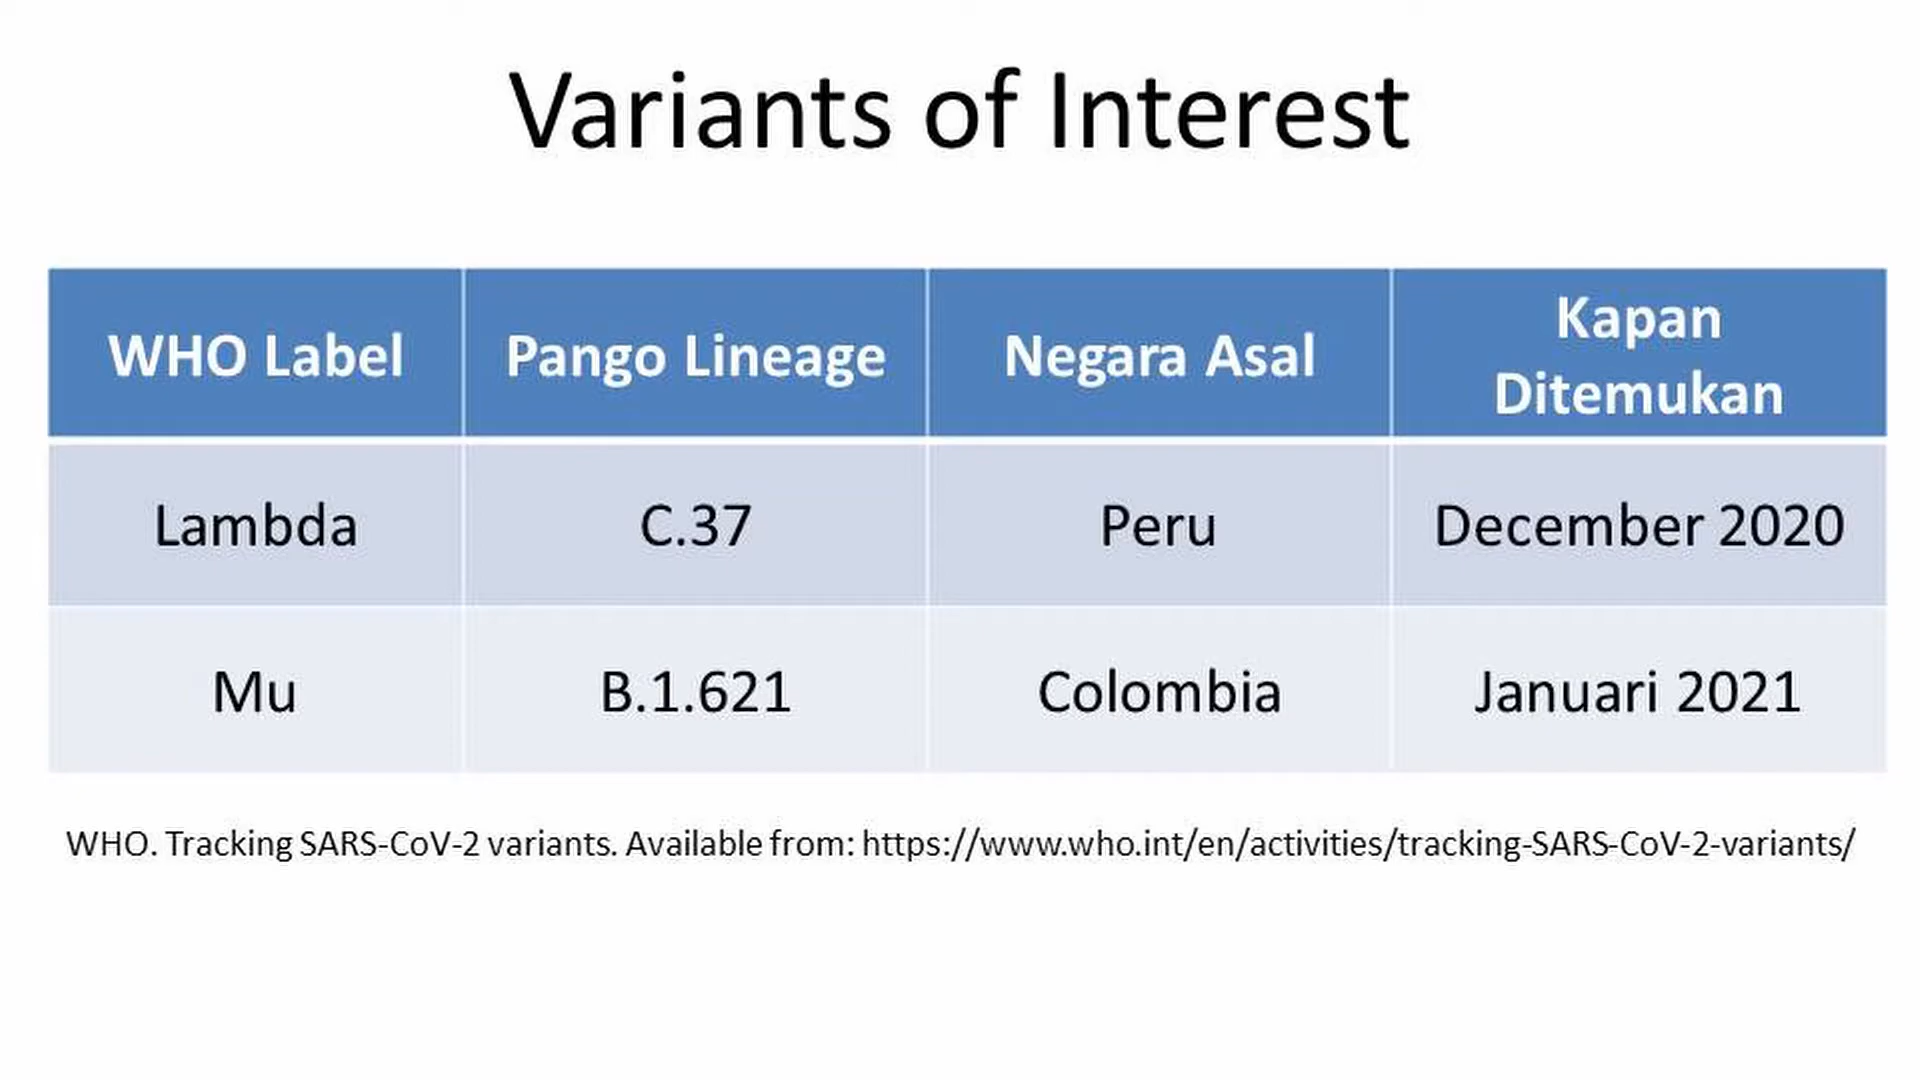 Variants of Interest
WHO Label
Pango Lineage
Negara Asal
Kapan
Ditemukan
Lambda
C.37
Peru
December 2020
Mu
B.1.621
Colombia
Januari 2021
WHO. Tracking SARS-CoV-2 variants. Available from: https://www.who.int/en/activities/tracking-SARS-CoV-2-variants/